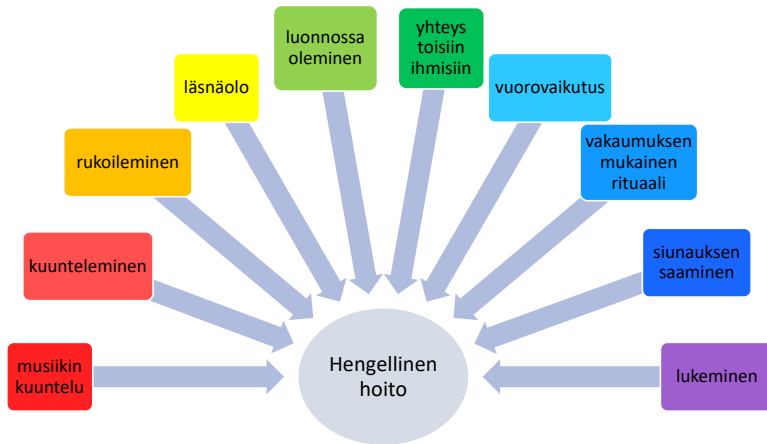 luonnossa
oleminen
yhteys
toisiin
ihmisiin
läsnäolo
vuorovaikutus
rukoileminen
vakaumuksen
mukainen
rituaali
kuunteleminen
siunauksen
saaminen
musiikin
kuuntelu
Hengellinen
hoito
lukeminen